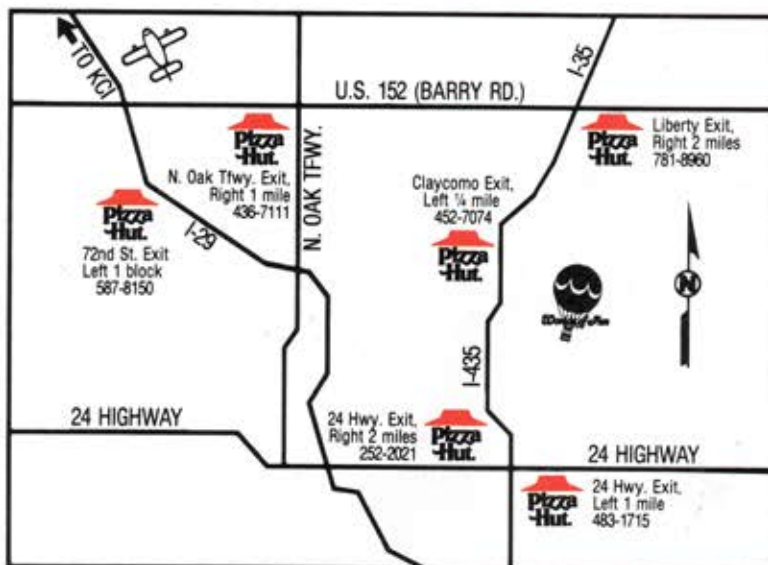 TO KCI
I-35
U.S. 152 (BARRY RD.)
Pizza
Hut.
N. Oak Tfwy. Exit,
Right 1 mile
436-7111
N. OAK TFWY.
Pizza
Hut.
Liberty Exit,
Right 2 miles
781-8960
Claycomo Exit,
Left ¼ mile
452-7074
Pizza
Hut.
Pizza
Hut.
72nd St. Exit
Left 1 block
587-8150
I-29
N
Worlds of Fun
I-435
24 HIGHWAY
24 Hwy. Exit,
Right 2 miles
252-2021
Pizza
Hut.
24 HIGHWAY
Pizza
Hut.
24 Hwy. Exit,
Left 1 mile
483-1715